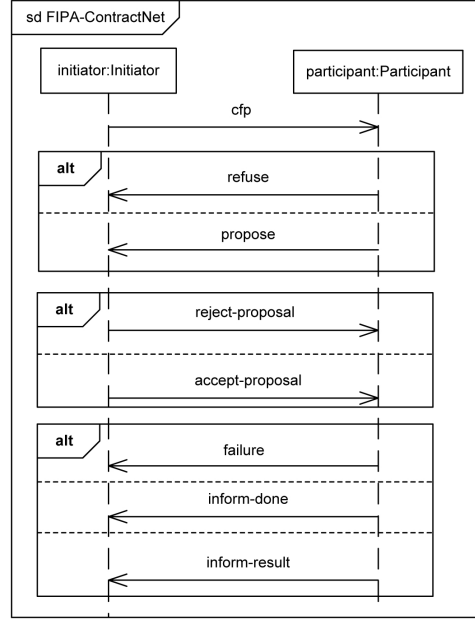 sd FIPA-ContractNet
initiator:Initiator
participant:Participant
cfp
alt
refuse
propose
alt
reject-proposal
accept-proposal
alt
failure
inform-done
inform-result